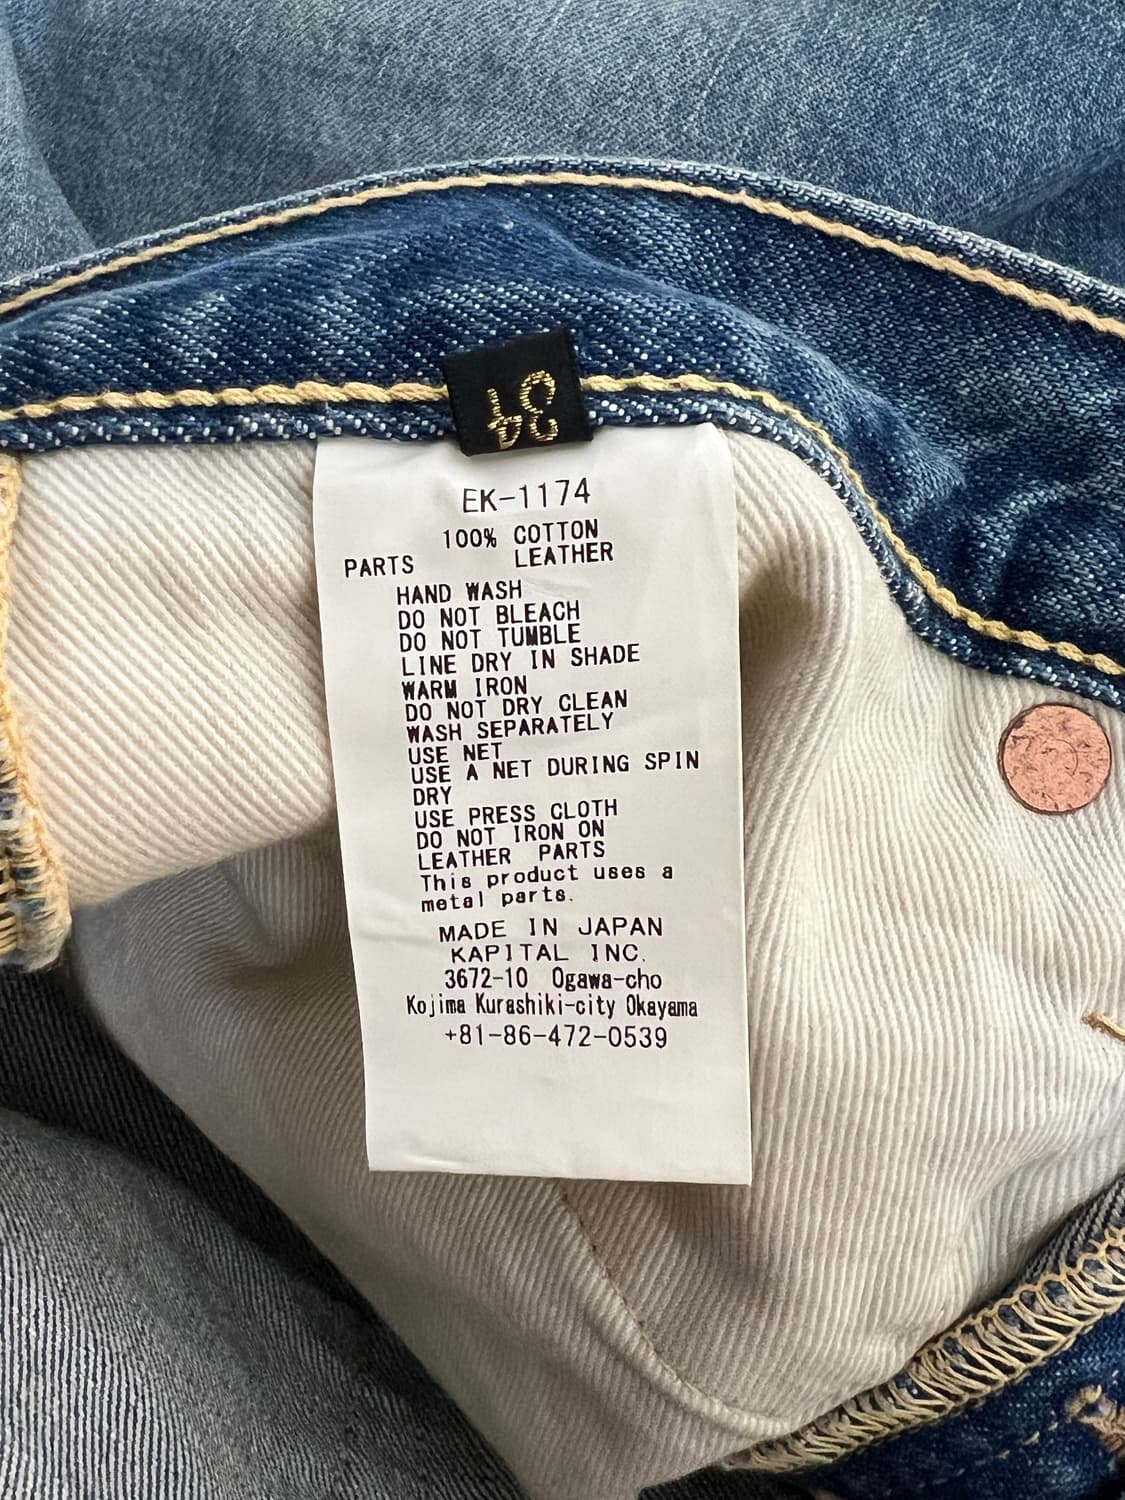 34
EK-1174
100% COTTON
PARTS LEATHER
HAND WASH
DO NOT BLEACH
DO NOT TUMBLE
LINE DRY IN SHADE
WARM IRON
DO NOT DRY CLEAN
WASH SEPARATELY
USE NET
USE A NET DURING SPIN
DRY
USE PRESS CLOTH
DO NOT IRON ON
LEATHER PARTS
This product uses a
metal parts.
MADE IN JAPAN
KAPITAL INC.
3672-10 Ogawa-cho
Kojima Kurashiki-city Okayama
+81-86-472-0539